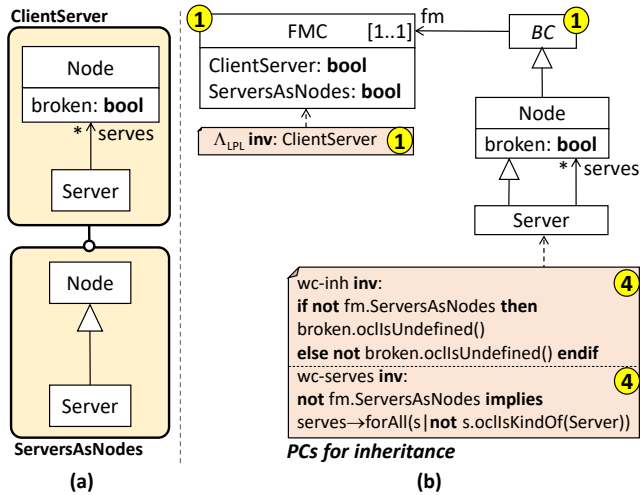 ClientServer
Node
broken: bool
* serves
Server
Node
Server
ServersAsNodes
(a)
1
FMC [1..1]
ClientServer: bool
ServersAsNodes: bool
Λ_LPL inv: ClientServer 1
fm
BC 1
Node
broken: bool
* serves
Server
wc-inh inv: 4
if not fm.ServersAsNodes then
broken.oclIsUndefined()
else not broken.oclIsUndefined() endif
wc-serves inv: 4
not fm.ServersAsNodes implies
serves→forAll(s|not s.oclIsKindOf(Server))
PCs for inheritance
(b)